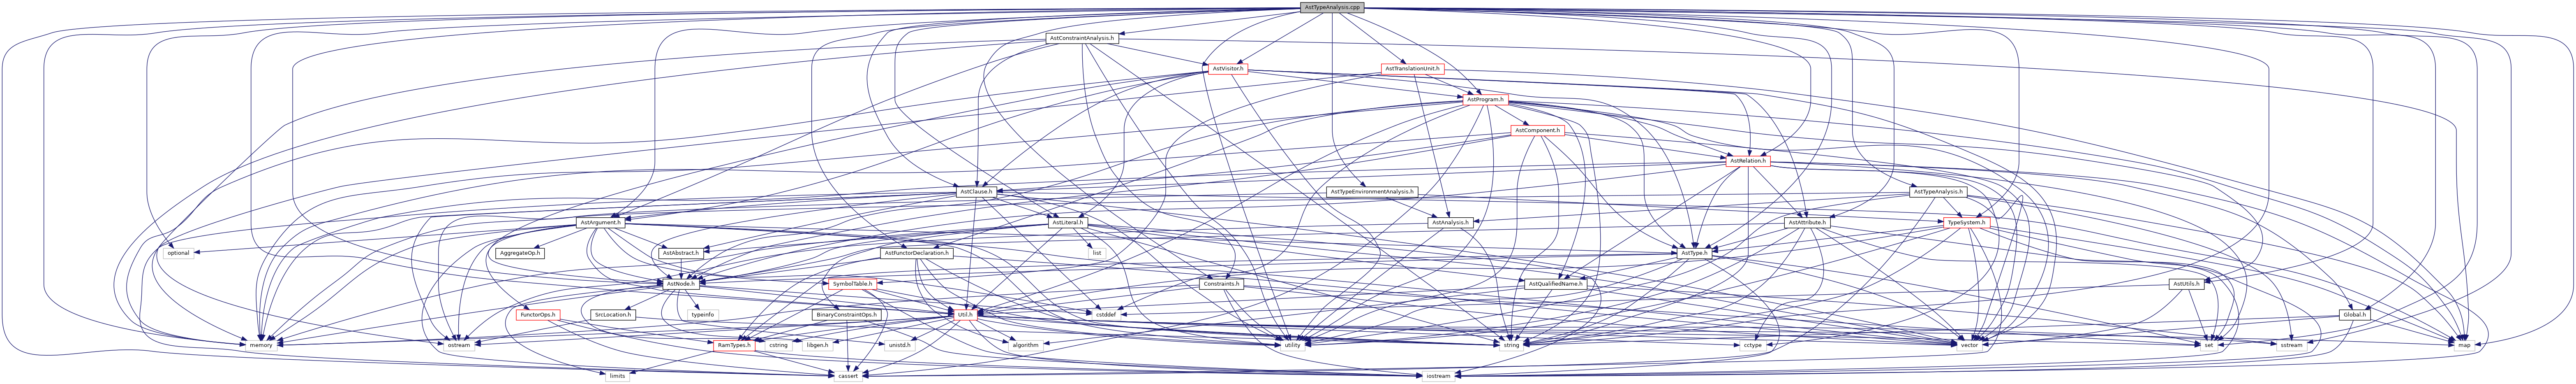 AstTypeAnalysis.cpp
AstConstraintAnalysis.h
AstVisitor.h
AstTranslationUnit.h
AstProgram.h
AstComponent.h
AstRelation.h
AstClause.h
AstTypeEnvironmentAnalysis.h
AstTypeAnalysis.h
AstArgument.h
AstLiteral.h
AstAnalysis.h
AstAttribute.h
TypeSystem.h
optional
AggregateOp.h
AstAbstract.h
list
AstFunctorDeclaration.h
AstType.h
AstNode.h
SymbolTable.h
Constraints.h
AstQualifiedName.h
AstUtils.h
FunctorOps.h
SrcLocation.h
typeinfo
BinaryConstraintOps.h
Util.h
cstddef
Global.h
memory
ostream
RamTypes.h
cstring
libgen.h
unistd.h
algorithm
utility
string
cctype
vector
set
sstream
map
limits
cassert
iostream